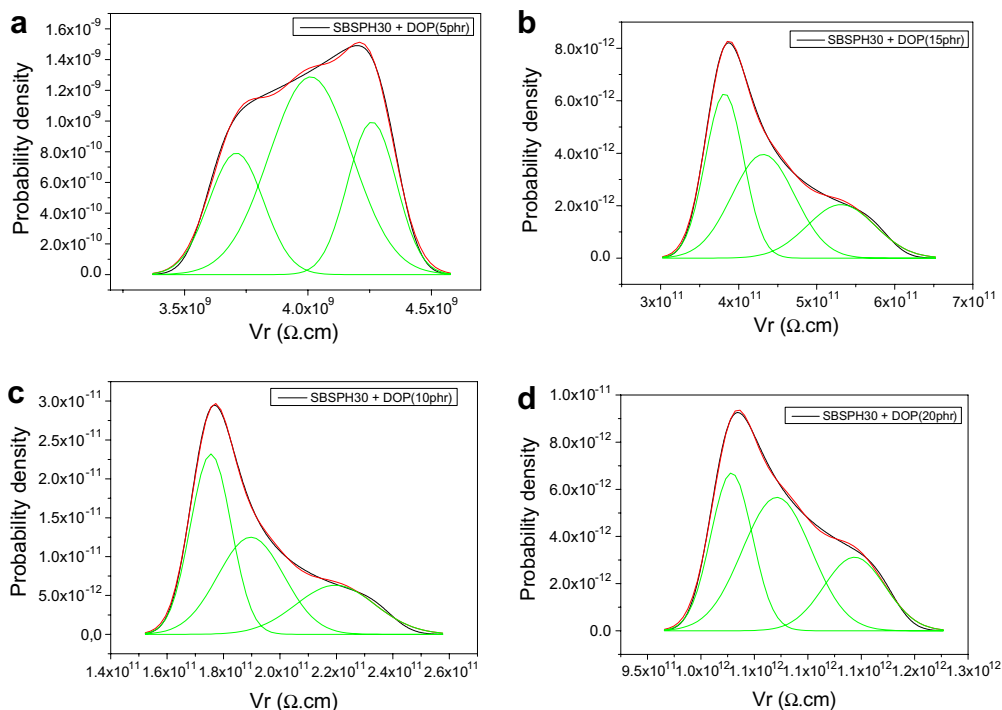 a
SBSPH30 + DOP(5phr)
1.6x10⁻⁹
1.4x10⁻⁹
1.2x10⁻⁹
1.0x10⁻⁹
8.0x10⁻¹⁰
6.0x10⁻¹⁰
4.0x10⁻¹⁰
2.0x10⁻¹⁰
0.0
Probability density
3.5x10⁹ 4.0x10⁹ 4.5x10⁹
Vr (Ω.cm)
b
SBSPH30 + DOP(15phr)
8.0x10⁻¹²
6.0x10⁻¹²
4.0x10⁻¹²
2.0x10⁻¹²
0.0
Probability density
3x10¹¹ 4x10¹¹ 5x10¹¹ 6x10¹¹ 7x10¹¹
Vr (Ω.cm)
c
SBSPH30 + DOP(10phr)
3.0x10⁻¹¹
2.5x10⁻¹¹
2.0x10⁻¹¹
1.5x10⁻¹¹
1.0x10⁻¹¹
5.0x10⁻¹²
0,0
Probability density
1.4x10¹¹ 1.6x10¹¹ 1.8x10¹¹ 2.0x10¹¹ 2.2x10¹¹ 2.4x10¹¹ 2.6x10¹¹
Vr (Ω.cm)
d
SBSPH30 + DOP(20phr)
1.0x10⁻¹¹
8.0x10⁻¹²
6.0x10⁻¹²
4.0x10⁻¹²
2.0x10⁻¹²
0.0
Probability density
9.5x10¹¹ 1.0x10¹² 1.1x10¹² 1.1x10¹² 1.1x10¹² 1.2x10¹² 1.3x10¹²
Vr (Ω.cm)